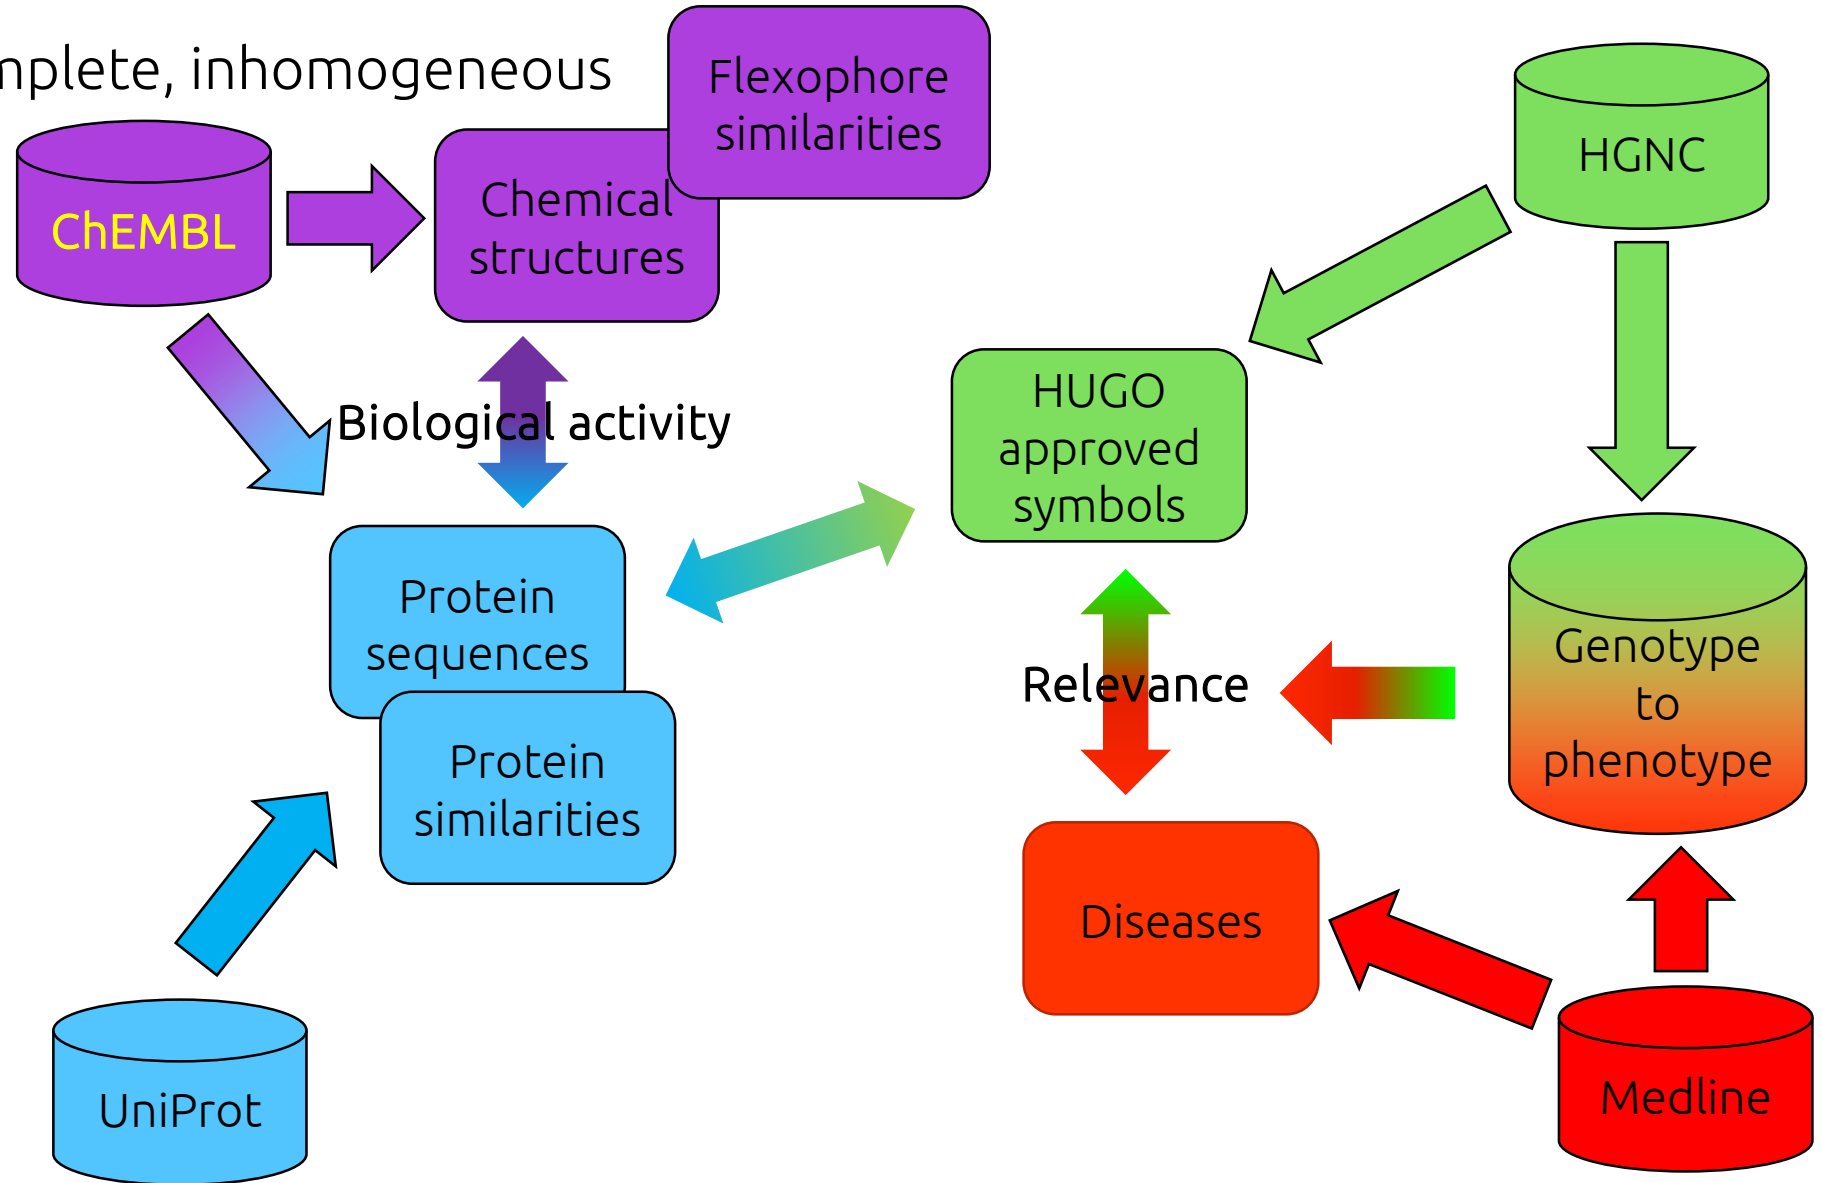 inhomogeneous
Flexophore
similarities
HGNC
ChEMBL
Chemical
structures
Biological activity
HUGO
approved
symbols
Protein
sequences
Genotype
to
phenotype
Relevance
Protein
similarities
Diseases
UniProt
Medline